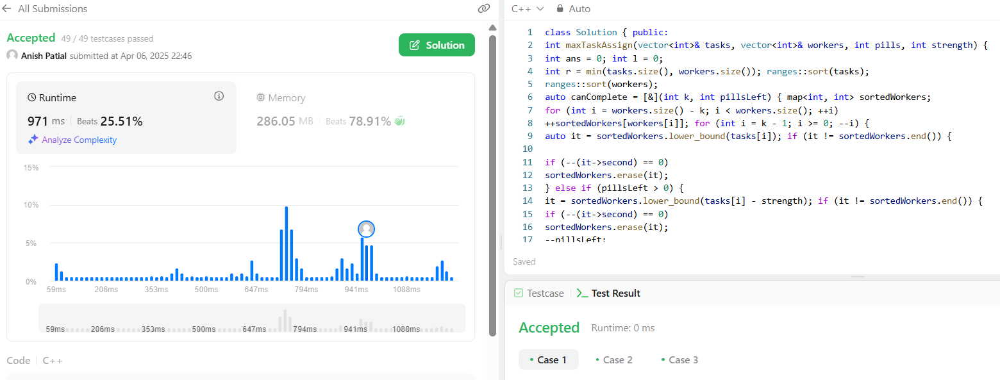 All Submissions
Accepted 49 / 49 testcases passed
Anish Patial submitted at Apr 06, 2025 22:46
Solution
Runtime
971 ms Beats 25.51%
Analyze Complexity
Memory
286.05 MB Beats 78.91%
15%
10%
5%
0%
59ms 206ms 353ms 500ms 647ms 794ms 941ms 1088ms
59ms 206ms 353ms 500ms 647ms 794ms 941ms 1088ms
Code C++
C++ Auto
1 class Solution { public:
2 int maxTaskAssign(vector<int>& tasks, vector<int>& workers, int pills, int strength) {
3 int ans = 0; int l = 0;
4 int r = min(tasks.size(), workers.size()); ranges::sort(tasks);
5 ranges::sort(workers);
6 auto canComplete = [&](int k, int pillsLeft) { map<int, int> sortedWorkers;
7 for (int i = workers.size() - k; i < workers.size(); ++i)
8 ++sortedWorkers[workers[i]]; for (int i = k - 1; i >= 0; --i) {
9 auto it = sortedWorkers.lower_bound(tasks[i]); if (it != sortedWorkers.end()) {
10
11 if (--(it->second) == 0)
12 sortedWorkers.erase(it);
13 } else if (pillsLeft > 0) {
14 it = sortedWorkers.lower_bound(tasks[i] - strength); if (it != sortedWorkers.end()) {
15 if (--(it->second) == 0)
16 sortedWorkers.erase(it);
17 --pillsLeft;
Saved
Testcase Test Result
Accepted Runtime: 0 ms
Case 1 Case 2 Case 3